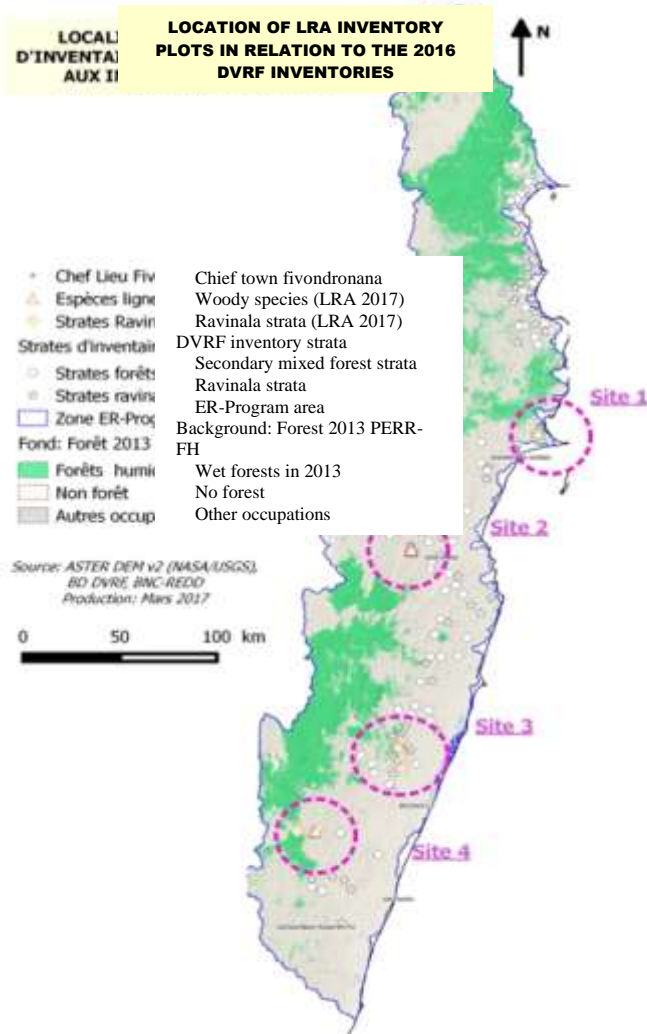 LOCALI
D'INVENTA
AUX I
LOCATION OF LRA INVENTORY
PLOTS IN RELATION TO THE 2016
DVRF INVENTORIES
N
Chef Lieu Fiv
Espèces ligne
Strates Ravin
Strates d'inventair
Strates forêts
Strates ravina
Zone ER-Prog
Fond: Forêt 2013
Forêts humi
Non forêt
Autres occup
Chief town fivondronana
Woody species (LRA 2017)
Ravinala strata (LRA 2017)
DVRF inventory strata
Secondary mixed forest strata
Ravinala strata
ER-Program area
Background: Forest 2013 PERR-
FH
Wet forests in 2013
No forest
Other occupations
Source: ASTER DEM v2 (NASA/USGS),
BD DVRF, BNC-REDD
Production: Mars 2017
0 50 100 km
Site 1
Site 2
Site 3
Site 4